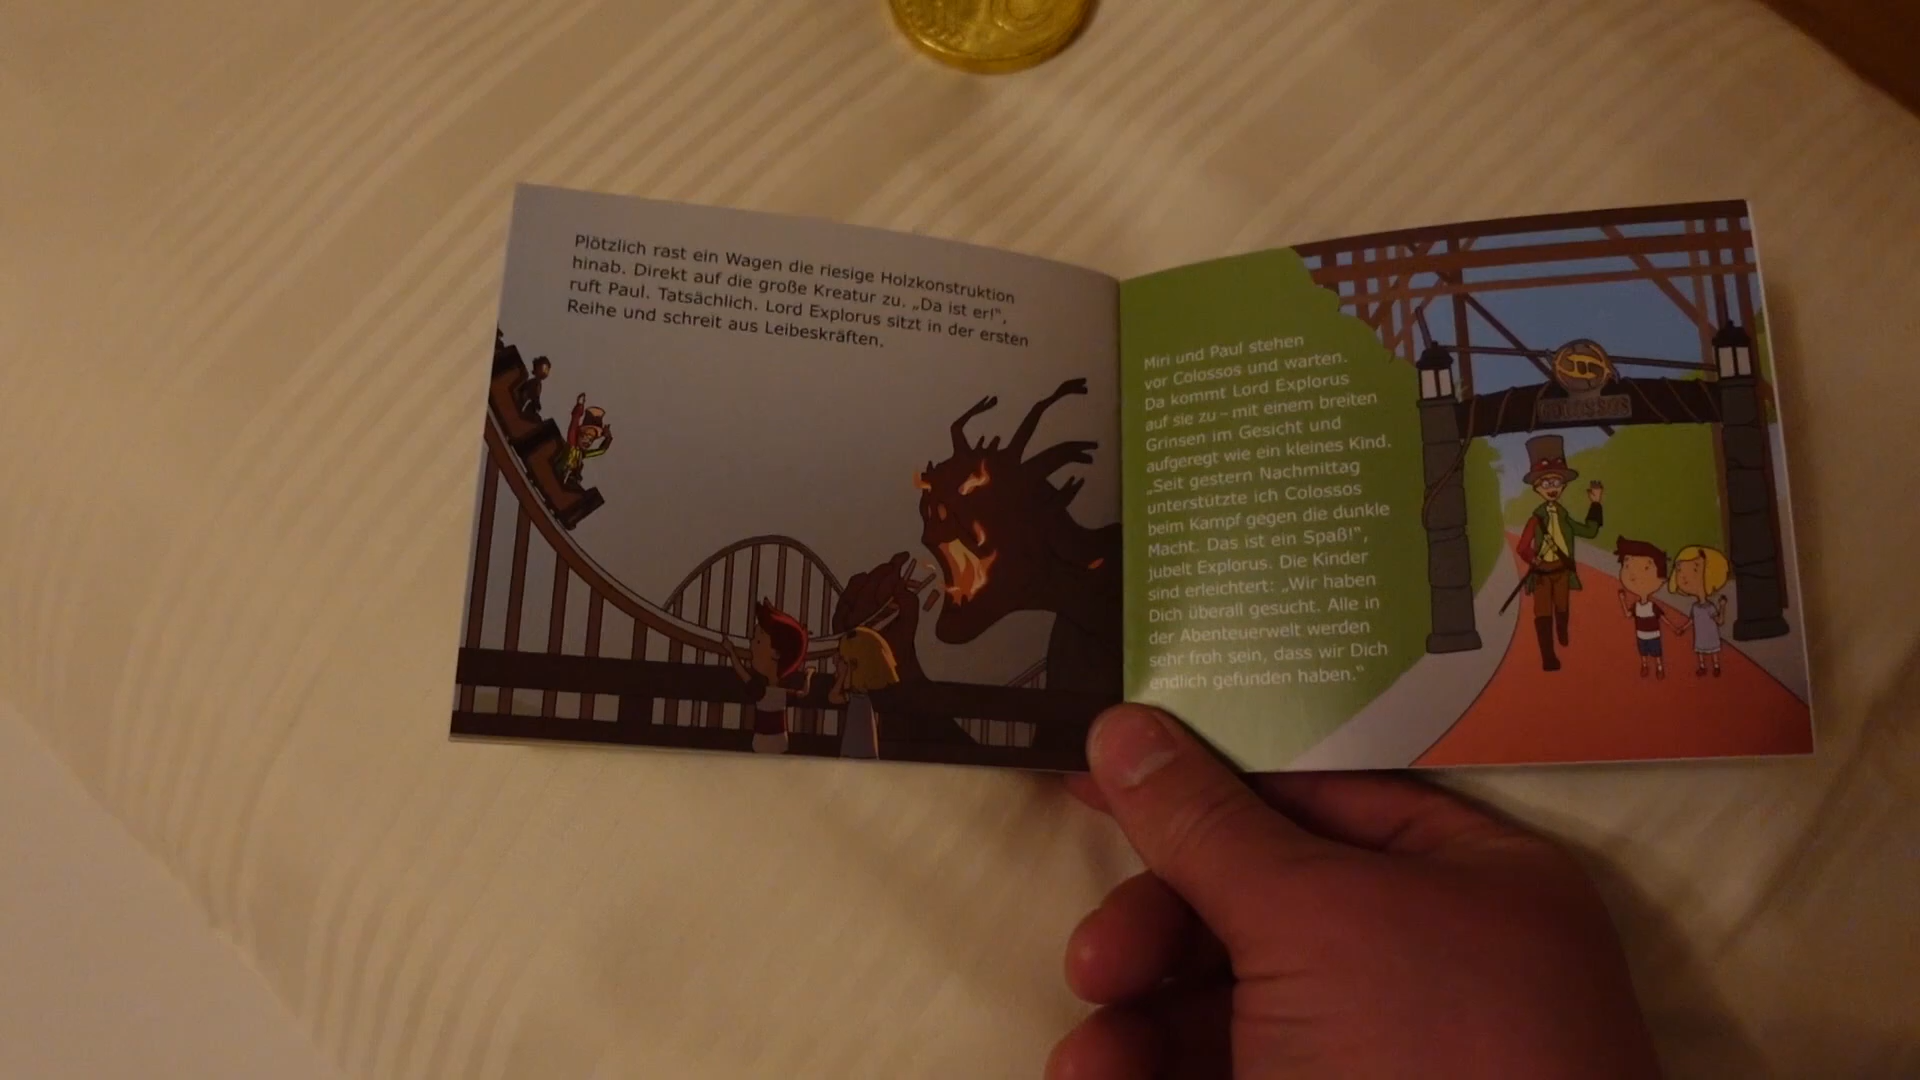 Plötzlich rast ein Wagen die riesige Holzkonstruktion
hinab. Direkt auf die große Kreatur zu. „Da ist er!“,
ruft Paul. Tatsächlich. Lord Explorus sitzt in der ersten
Reihe und schreit aus Leibeskräften.
Miri und Paul stehen
vor Colossos und warten.
Da kommt Lord Explorus
auf sie zu – mit einem breiten
Grinsen im Gesicht und
aufgeregt wie ein kleines Kind.
„Seit gestern Nachmittag
unterstützte ich Colossos
beim Kampf gegen die dunkle
Macht. Das ist ein Spaß!“,
jubelt Explorus. Die Kinder
sind erleichtert: „Wir haben
Dich überall gesucht. Alle in
der Abenteuerwelt werden
sehr froh sein, dass wir Dich
endlich gefunden haben.“
COLOSSOS